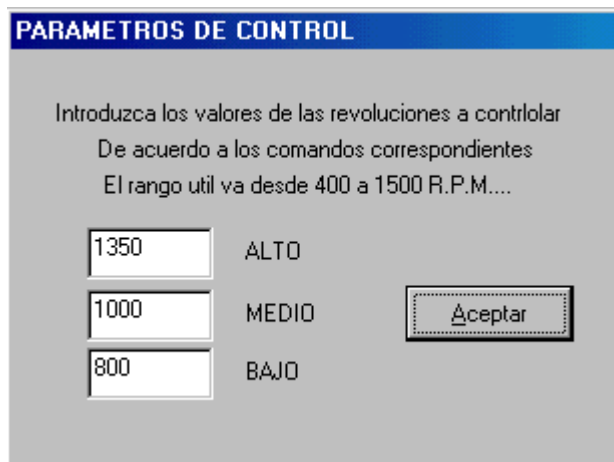 PARAMETROS DE CONTROL
Introduzca los valores de las revoluciones a contrlolar
De acuerdo a los comandos correspondientes
El rango util va desde 400 a 1500 R.P.M....
1350 ALTO
1000 MEDIO Aceptar
800 BAJO